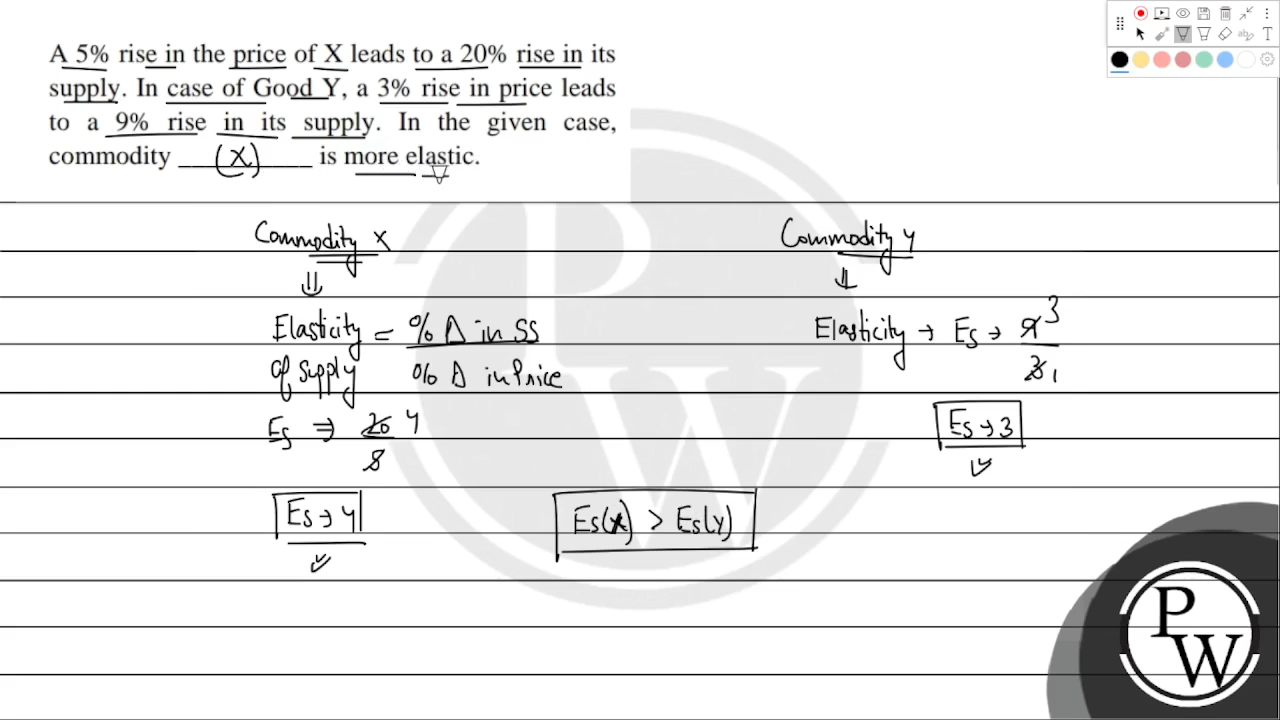 A 5% rise in the price of X leads to a 20% rise in its
supply. In case of Good Y, a 3% rise in price leads
to a 9% rise in its supply. In the given case,
commodity ____(X)____ is more elastic.
Commodity X
⇓
Elasticity = % Δ in SS
of Supply % Δ in Price
Es ⇒ 20 4
5
Es → 4
Commodity y
↓
Elasticity → Es → 9 3
3 1
Es → 3
Es(x) > Es(y)
P
W
P
W